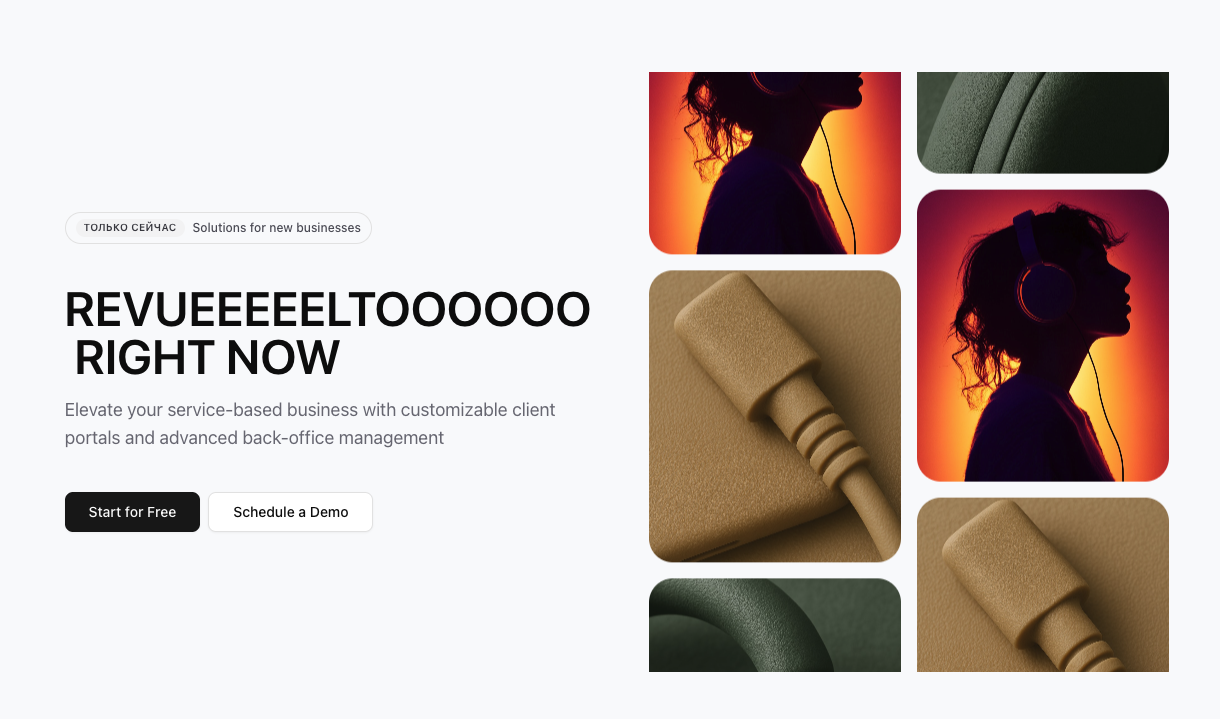 ТОЛЬКО СЕЙЧАС Solutions for new businesses
REVUEEEEELTOOOOOO
RIGHT NOW
Elevate your service-based business with customizable client
portals and advanced back-office management
Start for Free Schedule a Demo